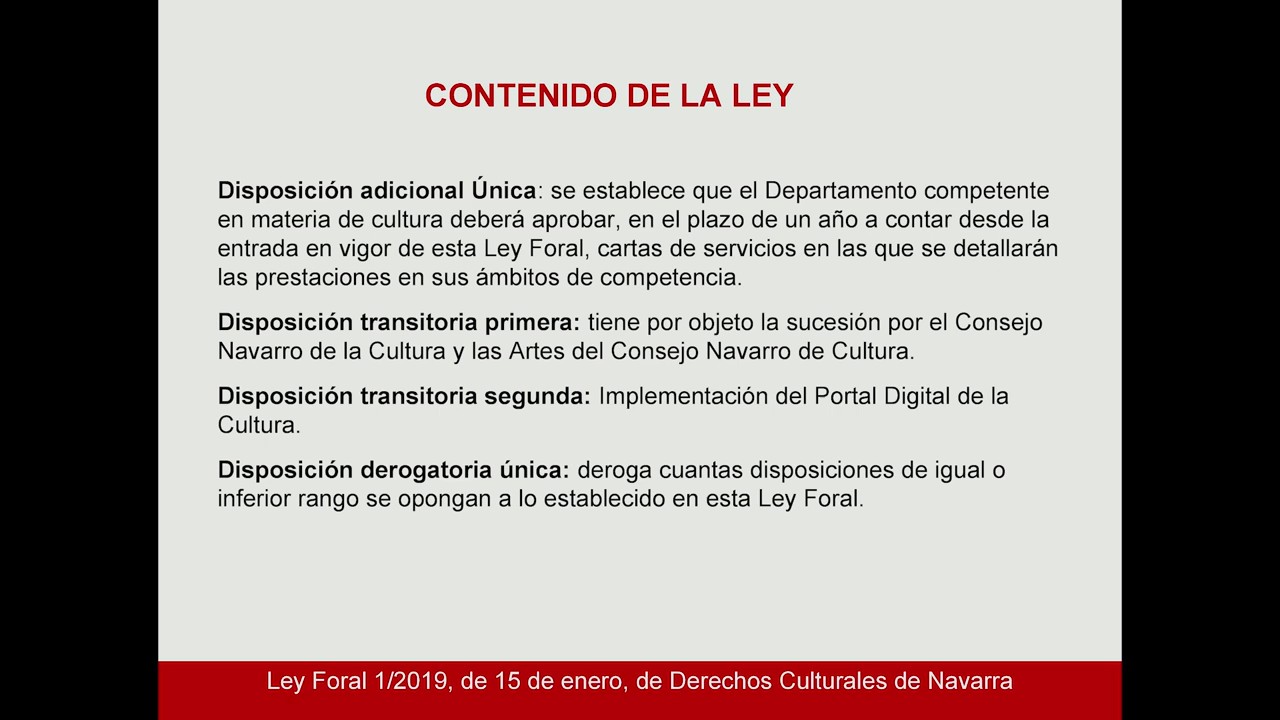 CONTENIDO DE LA LEY
Disposición adicional Única: se establece que el Departamento competente
en materia de cultura deberá aprobar, en el plazo de un año a contar desde la
entrada en vigor de esta Ley Foral, cartas de servicios en las que se detallarán
las prestaciones en sus ámbitos de competencia.
Disposición transitoria primera: tiene por objeto la sucesión por el Consejo
Navarro de la Cultura y las Artes del Consejo Navarro de Cultura.
Disposición transitoria segunda: Implementación del Portal Digital de la
Cultura.
Disposición derogatoria única: deroga cuantas disposiciones de igual o
inferior rango se opongan a lo establecido en esta Ley Foral.
Ley Foral 1/2019, de 15 de enero, de Derechos Culturales de Navarra